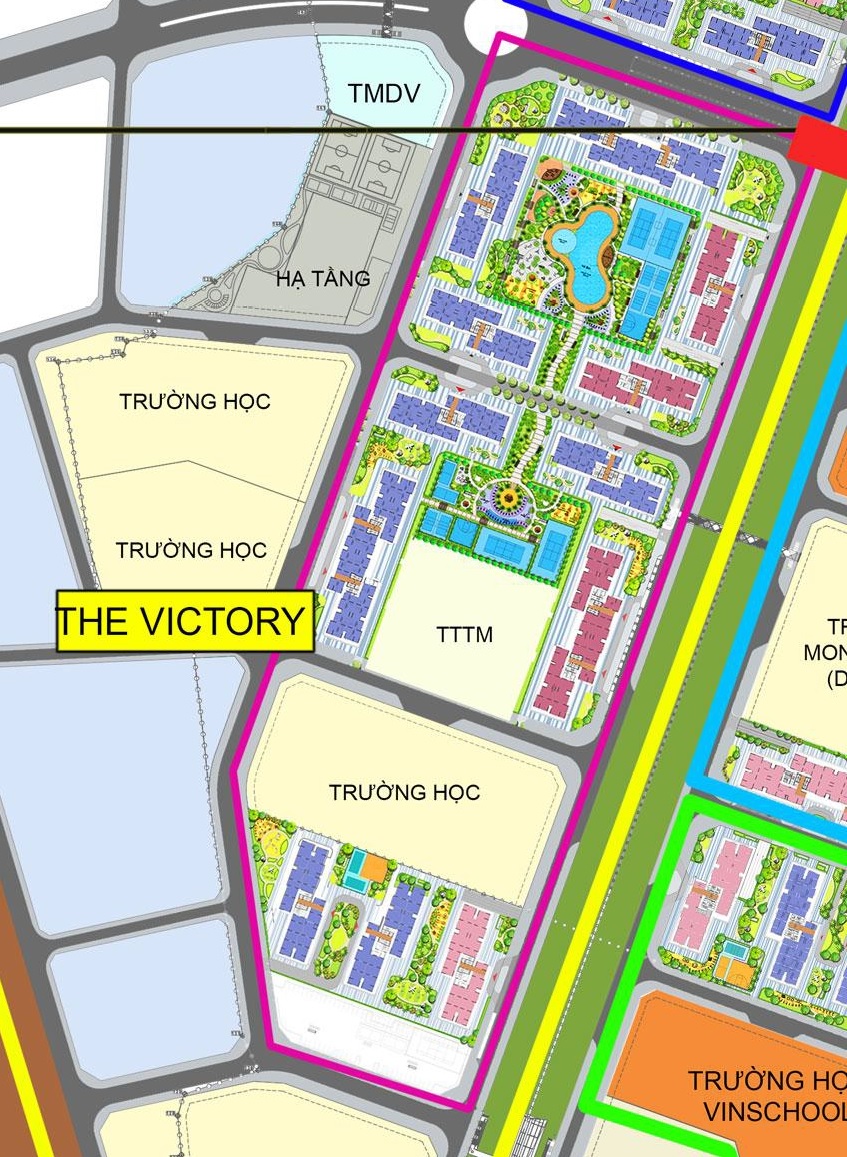 TMDV
HẠ TẦNG
TRƯỜNG HỌC
TRƯỜNG HỌC
THE VICTORY
TTTM
TR
MON
(D
TRƯỜNG HỌC
TRƯỜNG HỌ
VINSCHOOL